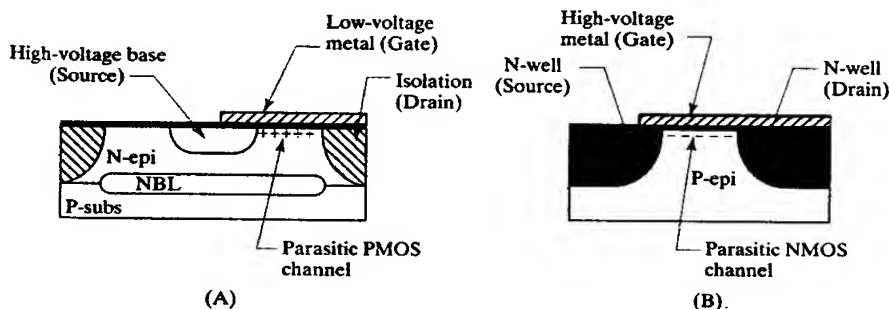 Low-voltage
metal (Gate)
High-voltage base
(Source)
Isolation
(Drain)
N-epi
NBL
P-subs
Parasitic PMOS
channel
(A)
High-voltage
metal (Gate)
N-well
(Source)
N-well
(Drain)
P-epi
Parasitic NMOS
channel
(B).